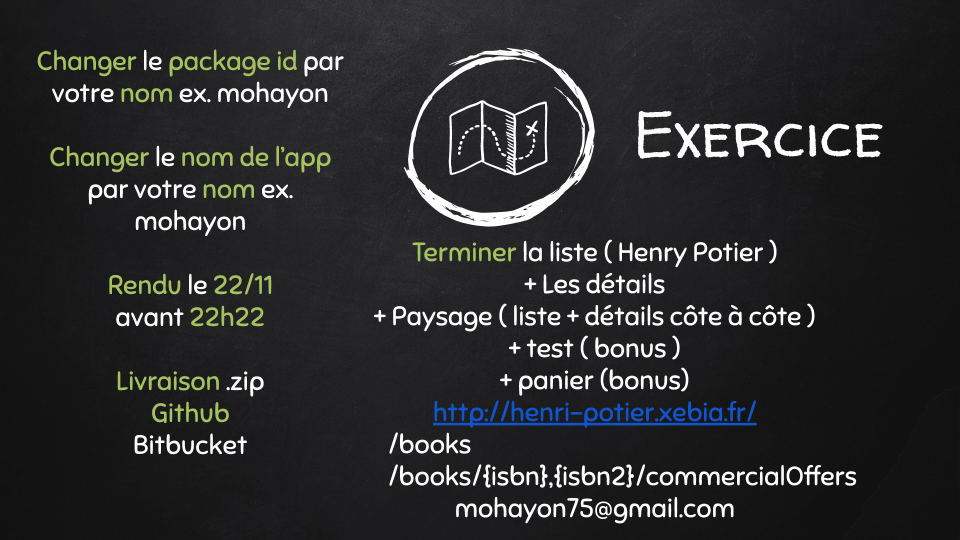 Changer le package id par
votre nom ex. mohayon
Changer le nom de l'app
par votre nom ex.
mohayon
Rendu le 22/11
avant 22h22
Livraison .zip
Github
Bitbucket
Exercice
Terminer la liste ( Henry Potier )
+ Les détails
+ Paysage ( liste + détails côte à côte )
+ test ( bonus )
+ panier (bonus)
http://henri-potier.xebia.fr/
/books
/books/{isbn},{isbn2}/commercialOffers
mohayon75@gmail.com